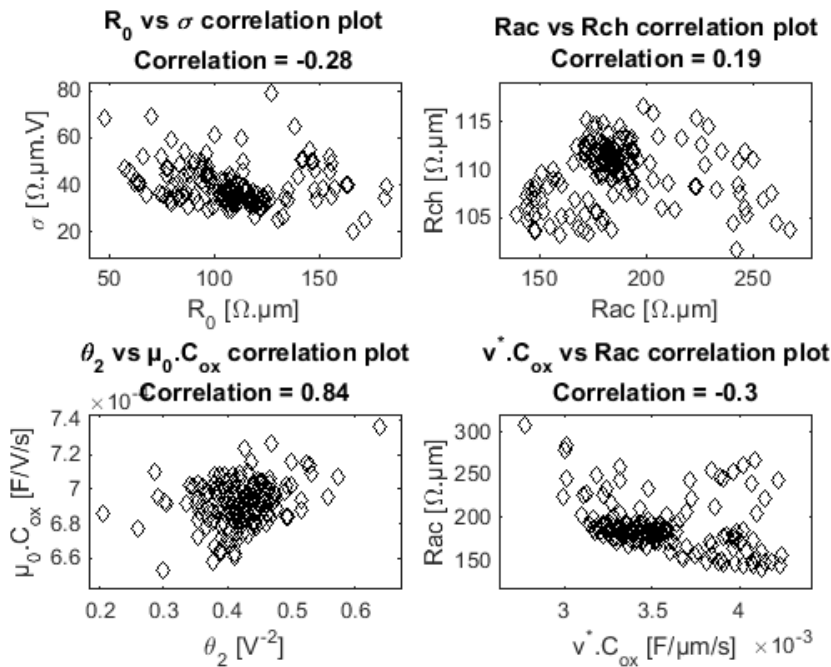 R₀ vs σ correlation plot
Correlation = -0.28
80
60
40
20
σ [Ω.μm.V]
50 100 150
R₀ [Ω.μm]
Rac vs Rch correlation plot
Correlation = 0.19
115
110
105
Rch [Ω.μm]
150 200 250
Rac [Ω.μm]
θ₂ vs μ₀.Cₒₓ correlation plot
Correlation = 0.84
7.4
7.2
7
6.8
6.6
μ₀.Cₒₓ [F/V/s]
0.2 0.3 0.4 0.5 0.6
θ₂ [V⁻²]
v*.Cₒₓ vs Rac correlation plot
Correlation = -0.3
300
250
200
150
Rac [Ω.μm]
3 3.5 4
v*.Cₒₓ [F/μm/s] × 10⁻³